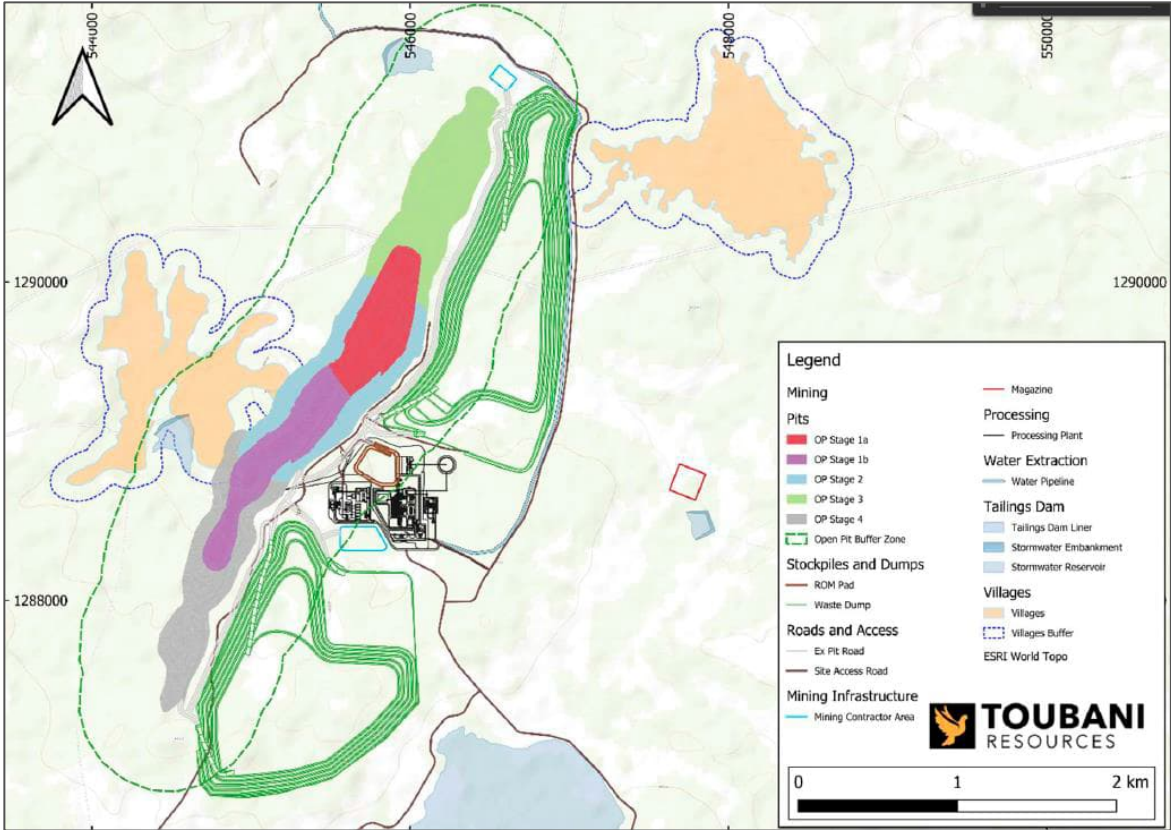 544000
546000
548000
550000
1290000
1290000
1288000
Legend
Mining
Pits
OP Stage 1a
OP Stage 1b
OP Stage 2
OP Stage 3
OP Stage 4
Open Pit Buffer Zone
Stockpiles and Dumps
ROM Pad
Waste Dump
Roads and Access
Ex Pit Road
Site Access Road
Mining Infrastructure
Mining Contractor Area
Magazine
Processing
Processing Plant
Water Extraction
Water Pipeline
Tailings Dam
Tailings Dam Liner
Stormwater Embankment
Stormwater Reservoir
Villages
Villages
Villages Buffer
ESRI World Topo
TOUBANI
RESOURCES
0 1 2 km